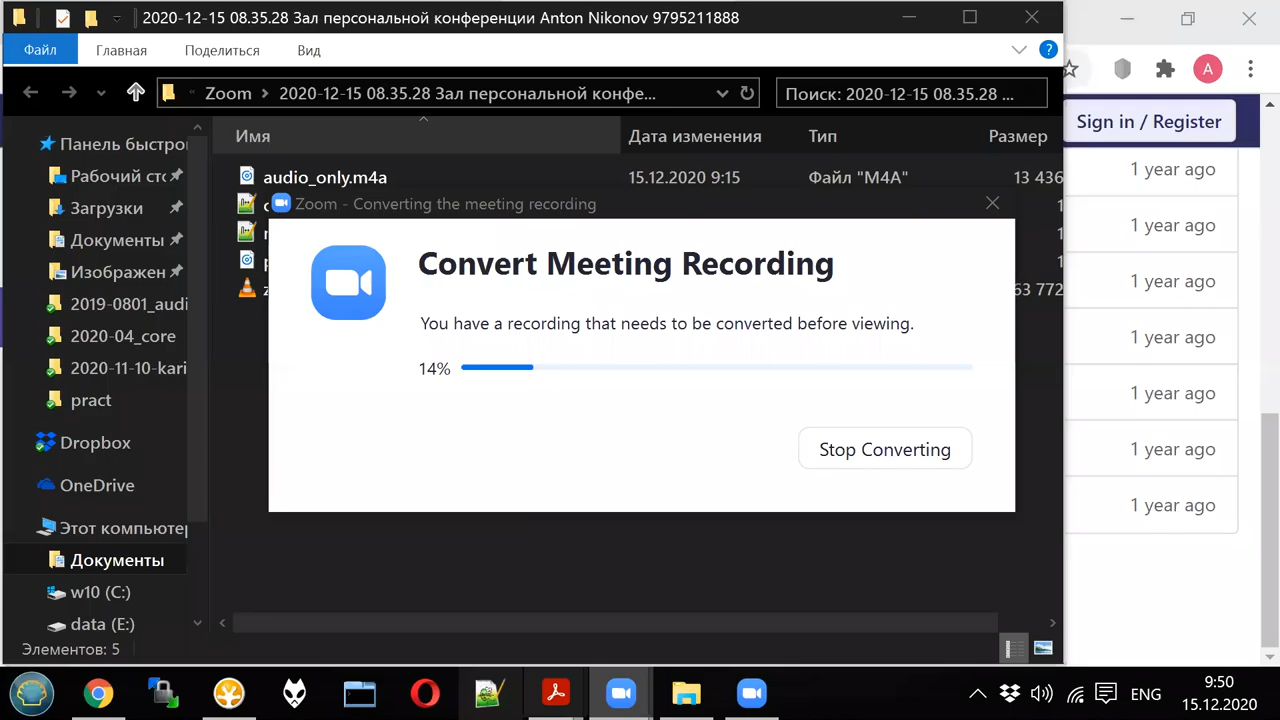 2020-12-15 08.35.28 Зал персональной конференции Anton Nikonov 9795211888
Файл Главная Поделиться Вид
Zoom 2020-12-15 08.35.28 Зал персональной конфе...
Поиск: 2020-12-15 08.35.28 ...
A
Sign in / Register
Имя Дата изменения Тип Размер
audio_only.m4a 15.12.2020 9:15 Файл "M4A" 13 436
63 772
Zoom - Converting the meeting recording
Convert Meeting Recording
You have a recording that needs to be converted before viewing.
14%
Stop Converting
Панель быстро
Рабочий стo
Загрузки
Документы
Изображен
2019-0801_audi
2020-04_core
2020-11-10-kari
pract
Dropbox
OneDrive
Этот компьютер
Документы
w10 (C:)
data (E:)
Элементов: 5
1 year ago
1 year ago
1 year ago
1 year ago
1 year ago
1 year ago
1 year ago
ENG
9:50
15.12.2020